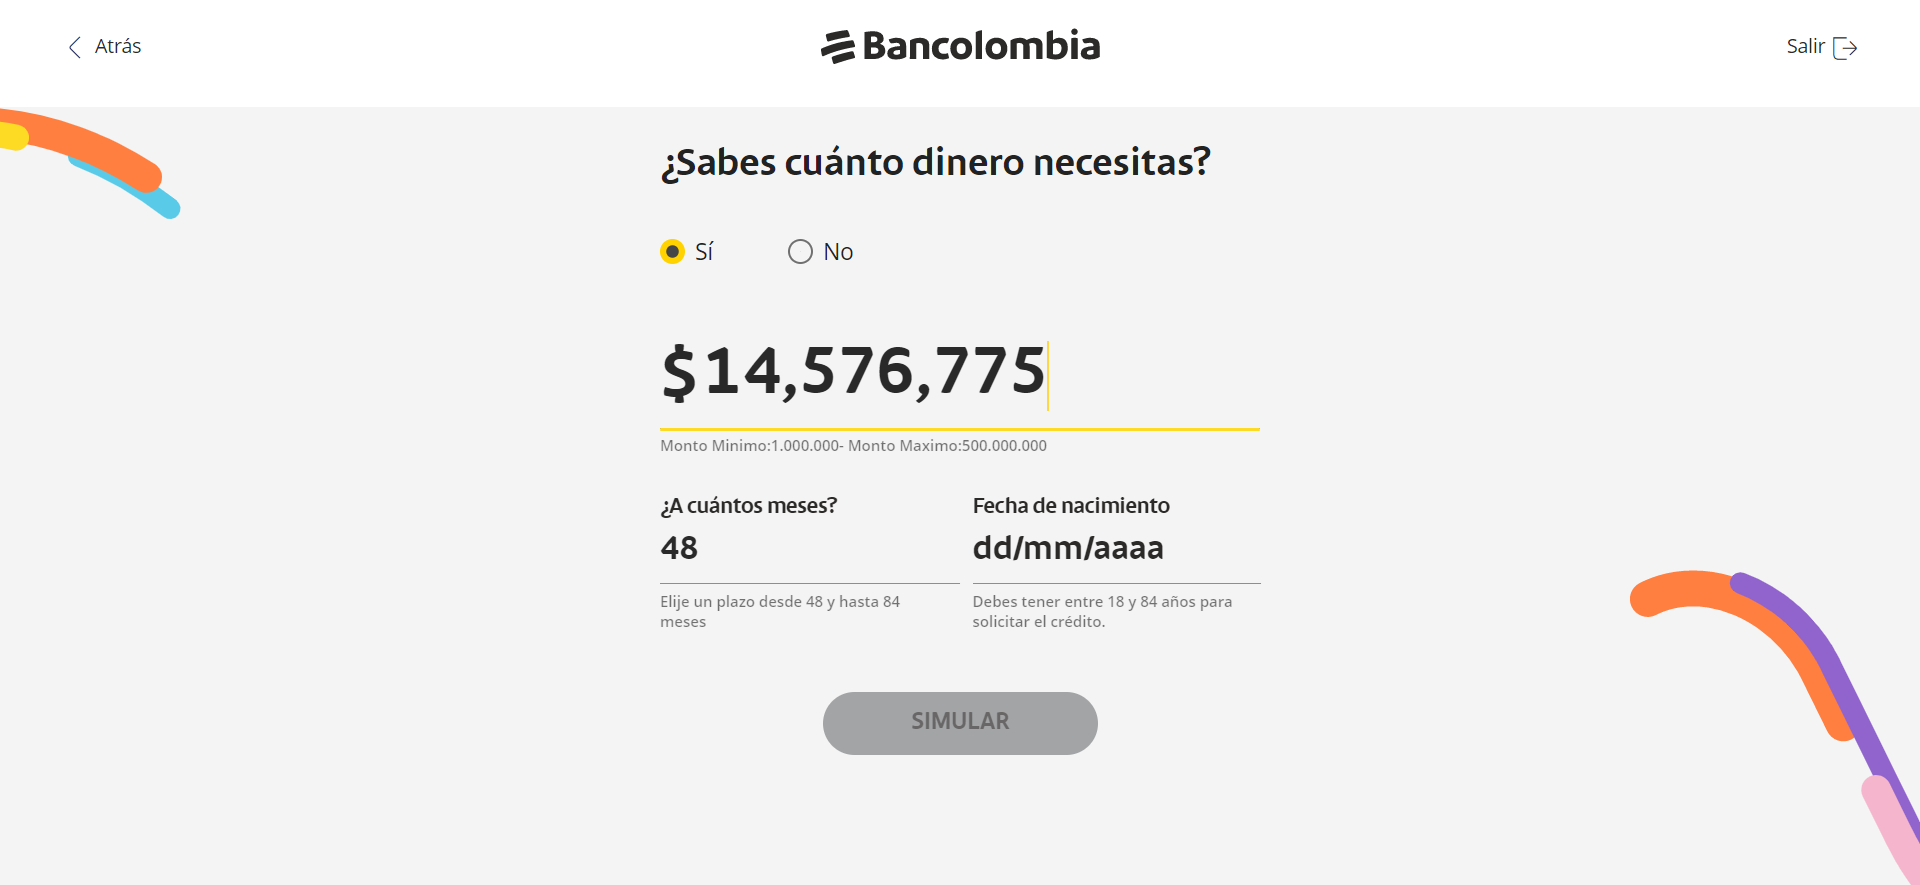 Atrás
Bancolombia
Salir
¿Sabes cuánto dinero necesitas?
Sí
No
$14,576,775
Monto Minimo:1.000.000- Monto Maximo:500.000.000
¿A cuántos meses?
48
Elije un plazo desde 48 y hasta 84
meses
Fecha de nacimiento
dd/mm/aaaa
Debes tener entre 18 y 84 años para
solicitar el crédito.
SIMULAR